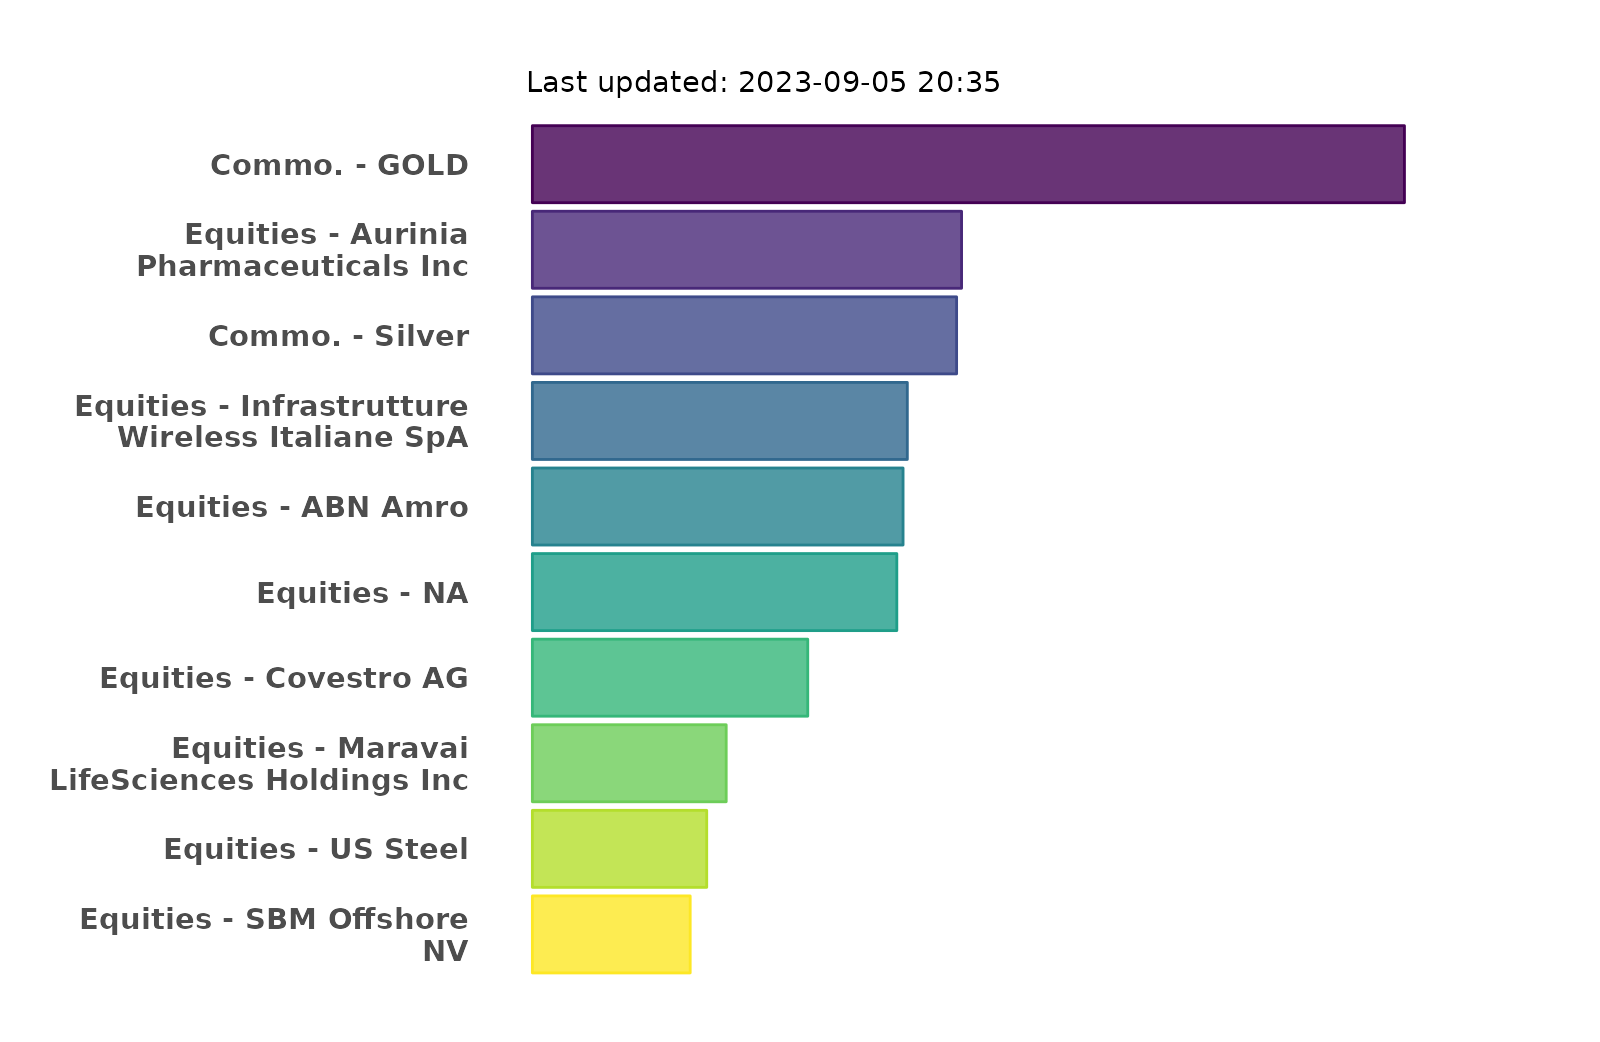 Last updated: 2023-09-05 20:35
Commo. - GOLD
Equities - Aurinia
Pharmaceuticals Inc
Commo. - Silver
Equities - Infrastrutture
Wireless Italiane SpA
Equities - ABN Amro
Equities - NA
Equities - Covestro AG
Equities - Maravai
LifeSciences Holdings Inc
Equities - US Steel
Equities - SBM Offshore
NV